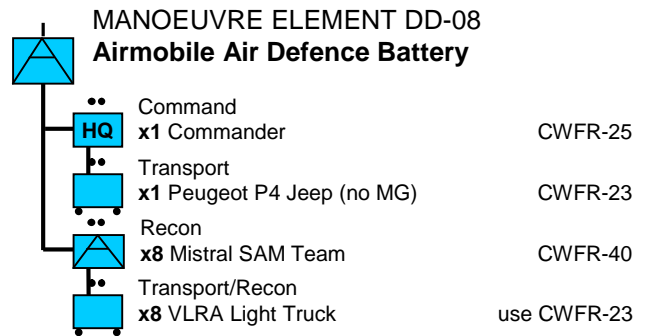 MANOEUVRE ELEMENT DD-08
Airmobile Air Defence Battery
Command
HQ x1 Commander CWFR-25
Transport
x1 Peugeot P4 Jeep (no MG) CWFR-23
Recon
x8 Mistral SAM Team CWFR-40
Transport/Recon
x8 VLRA Light Truck use CWFR-23